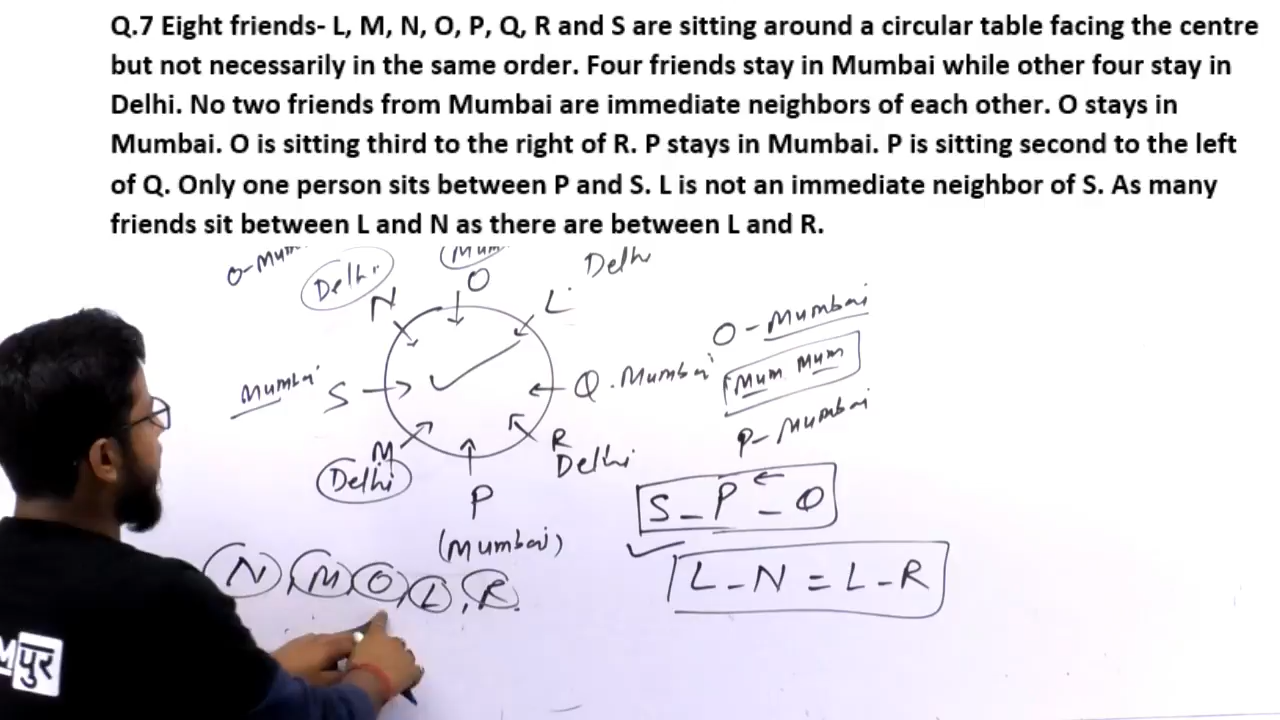 Q.7 Eight friends- L, M, N, O, P, Q, R and S are sitting around a circular table facing the centre
but not necessarily in the same order. Four friends stay in Mumbai while other four stay in
Delhi. No two friends from Mumbai are immediate neighbors of each other. O stays in
Mumbai. O is sitting third to the right of R. P stays in Mumbai. P is sitting second to the left
of Q. Only one person sits between P and S. L is not an immediate neighbor of S. As many
friends sit between L and N as there are between L and R.
O-Mum
Delhi
Mum
Delhi
N
O
L
O - Mumbai
Mumbai
S
Q. Mumbai
Mum Mum
P - Mumbai
M
R
Delhi
Delhi
P
S _ P _ Q
(Mumbai)
N, M, O, L, R.
L - N = L - R
पुर